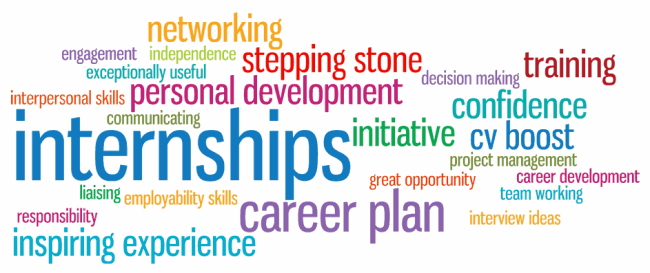 networking
engagement
independence
stepping stone
training
exceptionally useful
decision making
interpersonal skills
personal development
confidence
communicating
internships
initiative
cv boost
project management
great opportunity
career development
liaising
employability skills
team working
responsibility
career plan
interview ideas
inspiring experience